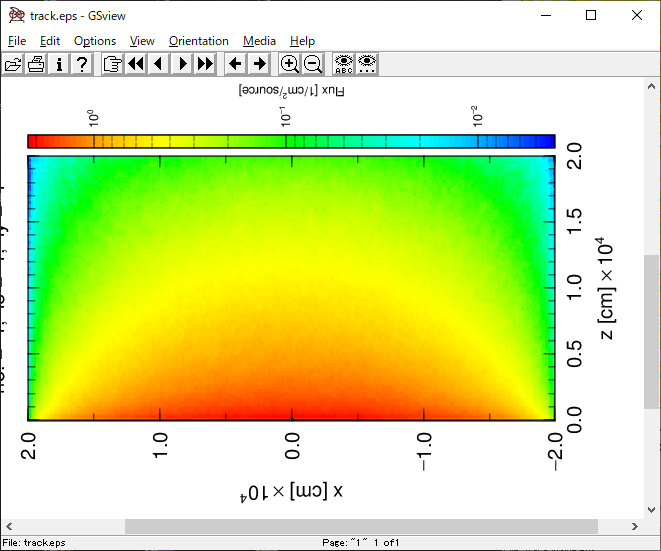 track.eps - GSview
File Edit Options View Orientation Media Help
ABC
Flux [1/cm²/source]
10⁰ 10⁻¹ 10⁻²
2.0
1.5
1.0
0.5
0.0
z [cm] × 10⁴
2.0 1.0 0.0 −1.0 −2.0
x [cm] × 10⁴
File: track.eps Page: "1" 1 of 1